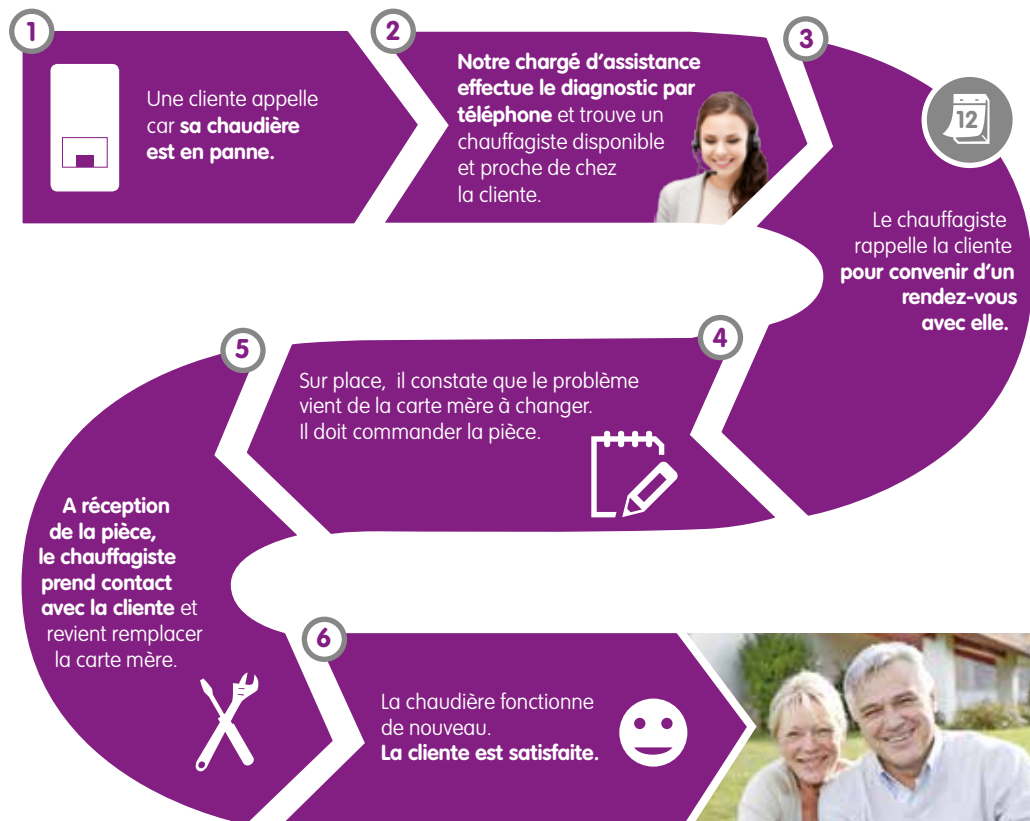 1
Une cliente appelle
car sa chaudière
est en panne.
2
Notre chargé d'assistance
effectue le diagnostic par
téléphone et trouve un
chauffagiste disponible
et proche de chez
la cliente.
3
12
Le chauffagiste
rappelle la cliente
pour convenir d'un
rendez-vous
avec elle.
4
Sur place, il constate que le problème
vient de la carte mère à changer.
Il doit commander la pièce.
5
A réception
de la pièce,
le chauffagiste
prend contact
avec la cliente et
revient remplacer
la carte mère.
6
La chaudière fonctionne
de nouveau.
La cliente est satisfaite.